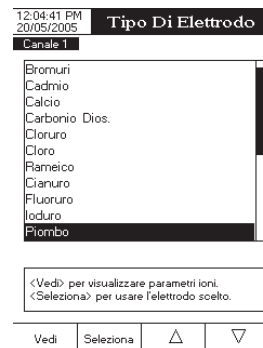 12:04:41 PM
20/05/2005
Tipo Di Elettrodo
Canale 1
Bromuri
Cadmio
Calcio
Carbonio Dios.
Cloruro
Cloro
Rameico
Cianuro
Fluoruro
Ioduro
Piombo
<Vedi> per visualizzare parametri ioni.
<Seleziona> per usare l'elettrodo scelto.
Vedi Seleziona △ ▽